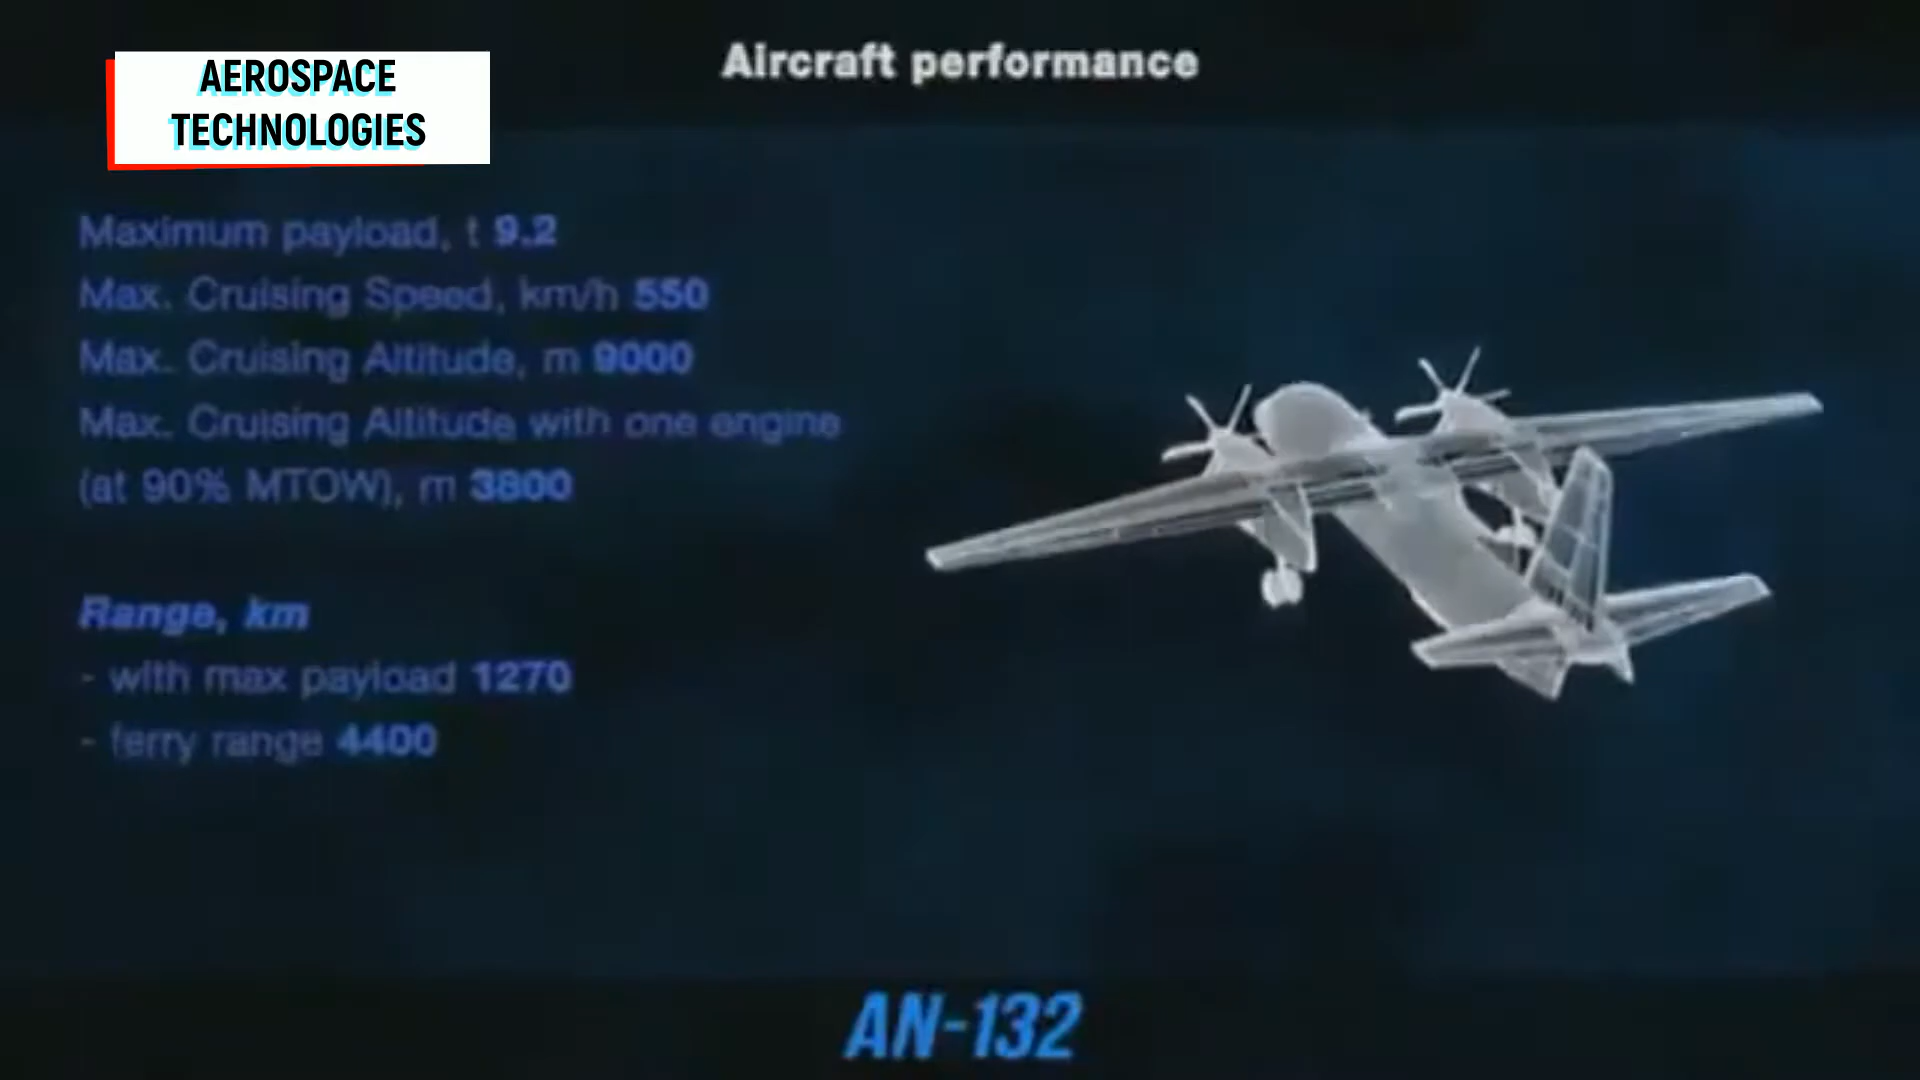 AEROSPACE
TECHNOLOGIES
Aircraft performance
Maximum payload, t 9.2
Max. Cruising Speed, km/h 550
Max. Cruising Altitude, m 9000
Max. Cruising Altitude with one engine
(at 90% MTOW), m 3800
Range, km
- with max payload 1270
- ferry range 4400
AN-132